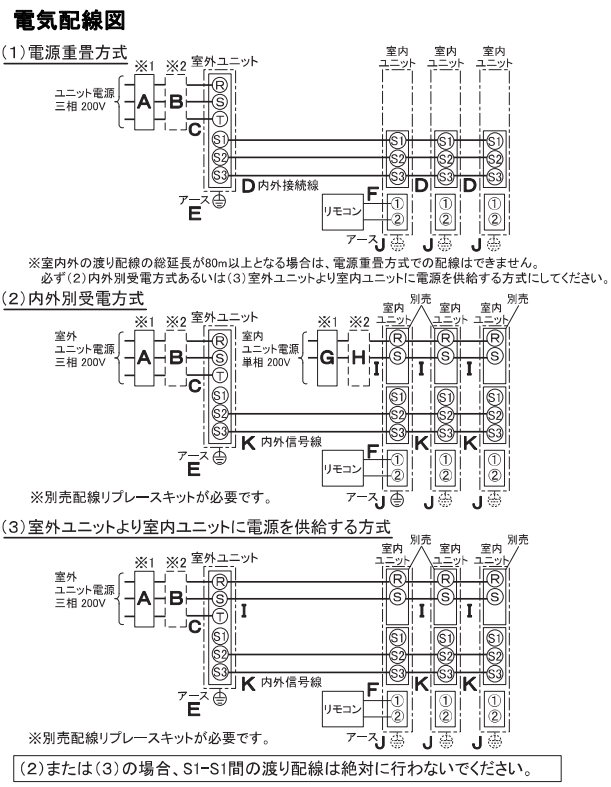 電気配線図
(1)電源重畳方式
※1 ※2 室外ユニット 室内ユニット 室内ユニット 室内ユニット
ユニット電源
三相 200V
A B C
R
S
T
S1 S1 S1 S1
S2 S2 S2 S2
S3 S3 S3 S3
D 内外接続線 F D D
アース E
リモコン ① ① ①
② ② ②
アース J J J
※室内外の渡り配線の総延長が80m以上となる場合は、電源重畳方式での配線はできません。
必ず(2)内外別受電方式あるいは(3)室外ユニットより室内ユニットに電源を供給する方式にしてください。
(2)内外別受電方式
※1 ※2 室外ユニット ※1 ※2 室内ユニット 別売 室内ユニット 室内ユニット 別売
室外
ユニット電源
三相 200V
A B C
室内
ユニット電源
単相 200V
G H I I I
R R R R
S S S S
T
S1 S1 S1 S1
S2 S2 S2 S2
S3 S3 S3 S3
K 内外信号線 F K K
アース E
リモコン ① ① ①
② ② ②
アース J J J
※別売配線リプレースキットが必要です。
(3)室外ユニットより室内ユニットに電源を供給する方式
※1 ※2 室外ユニット 室内ユニット 別売 室内ユニット 室内ユニット 別売
室外
ユニット電源
三相 200V
A B C
R R R R
S S S S
I I I
T
S1 S1 S1 S1
S2 S2 S2 S2
S3 S3 S3 S3
K 内外信号線 F K K
アース E
リモコン ① ① ①
② ② ②
アース J J J
※別売配線リプレースキットが必要です。
(2)または(3)の場合、S1-S1間の渡り配線は絶対に行わないでください。